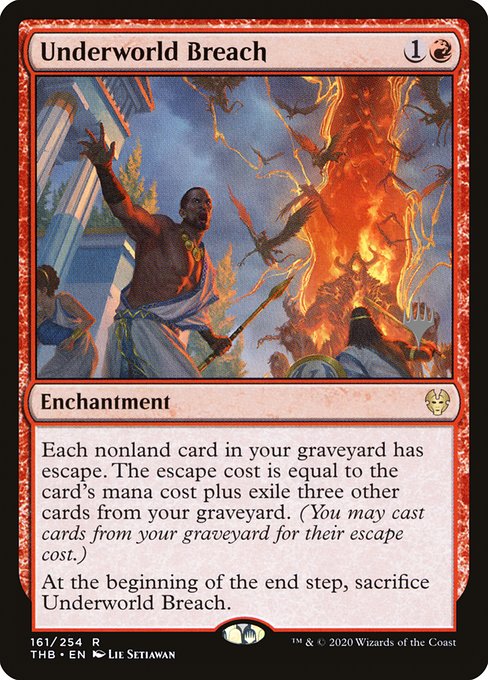 Underworld Breach 1
Enchantment
Each nonland card in your graveyard has
escape. The escape cost is equal to the
card's mana cost plus exile three other
cards from your graveyard. (You may cast
cards from your graveyard for their escape
cost.)
At the beginning of the end step, sacrifice
Underworld Breach.
161/254 R
THB • EN Lie Setiawan
™ & © 2020 Wizards of the Coast